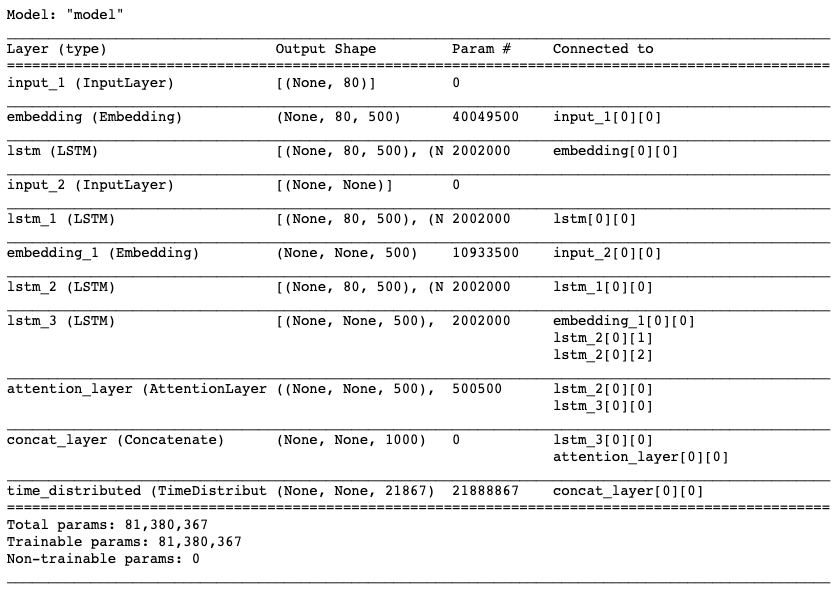 Model: "model"
Layer (type) Output Shape Param # Connected to
input_1 (InputLayer) [(None, 80)] 0
embedding (Embedding) (None, 80, 500) 40049500 input_1[0][0]
lstm (LSTM) [(None, 80, 500), (N 2002000 embedding[0][0]
input_2 (InputLayer) [(None, None)] 0
lstm_1 (LSTM) [(None, 80, 500), (N 2002000 lstm[0][0]
embedding_1 (Embedding) (None, None, 500) 10933500 input_2[0][0]
lstm_2 (LSTM) [(None, 80, 500), (N 2002000 lstm_1[0][0]
lstm_3 (LSTM) [(None, None, 500), 2002000 embedding_1[0][0]
lstm_2[0][1]
lstm_2[0][2]
attention_layer (AttentionLayer ((None, None, 500), 500500 lstm_2[0][0]
lstm_3[0][0]
concat_layer (Concatenate) (None, None, 1000) 0 lstm_3[0][0]
attention_layer[0][0]
time_distributed (TimeDistribut (None, None, 21867) 21888867 concat_layer[0][0]
Total params: 81,380,367
Trainable params: 81,380,367
Non-trainable params: 0